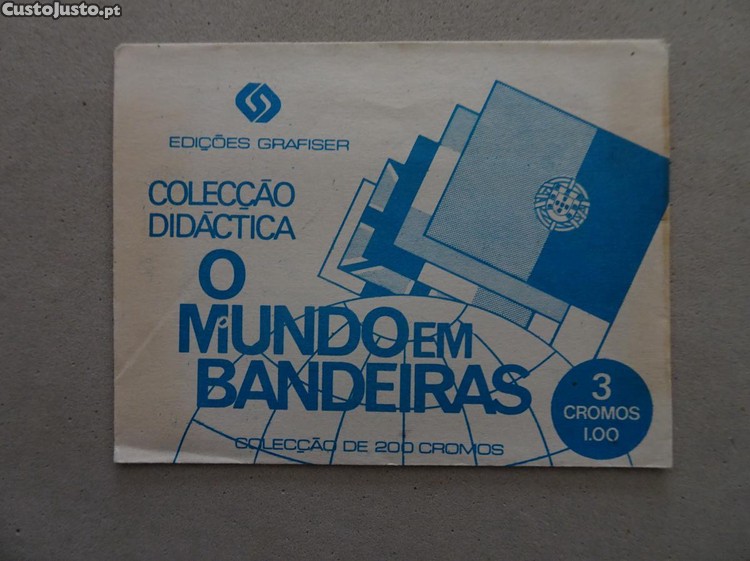 CustoJusto.pt
EDIÇÕES GRAFISER
COLECÇÃO
DIDÁCTICA
O
MUNDO EM
BANDEIRAS
3
CROMOS
1.00
COLECÇÃO DE 200 CROMOS